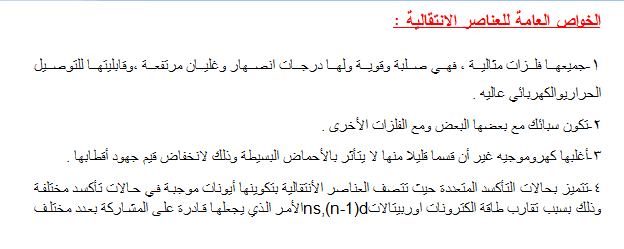 الخواص العامة للعناصر الانتقالية :
١-جميعها فلزات مثالية ، فهي صلبة وقوية ولها درجات انصهار وغليان مرتفعة ،وقابليتها للتوصيل
الحراريوالكهربائي عاليه .
٢-تكون سبائك مع بعضها البعض ومع الفلزات الأخرى .
٣-أغلبها كهروموجبه غير أن قسما قليلا منها لا يتأثر بالأحماض البسيطة وذلك لانخفاض قيم جهود أقطابها .
٤-تتميز بحالات التأكسد المتعددة حيث تتصف العناصر الأنتقالية بتكوينها أيونات موجبة في حالات تأكسد مختلفة
وذلك بسبب تقارب طاقة الكترونات اوربيتالاتns,(n-1)dالأمر الذي يجعلها قادرة على المشاركة بعدد مختلف